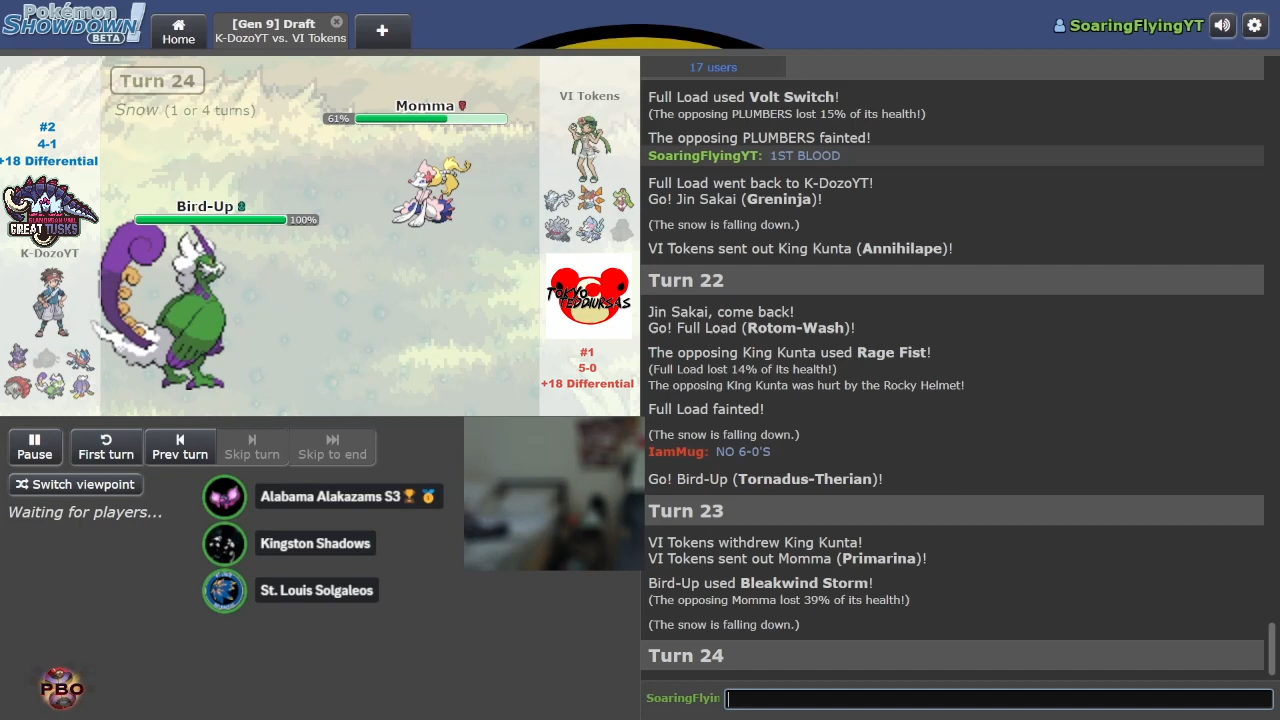 Pokémon
SHOWDOWN!
BETA
Home
[Gen 9] Draft
K-DozoYT vs. VI Tokens
SoaringFlyingYT
Turn 24
Snow (1 or 4 turns)
#2
4-1
+18 Differential
GREAT TUSKS
K-DozoYT
Momma
61%
Bird-Up
100%
VI Tokens
TOKYO
TEDDIURSAS
#1
5-0
+18 Differential
Pause
First turn
Prev turn
Skip turn
Skip to end
Switch viewpoint
Waiting for players...
Alabama Alakazams S3
Kingston Shadows
St. Louis Solgaleos
PBO
17 users
Full Load used Volt Switch!
(The opposing PLUMBERS lost 15% of its health!)
The opposing PLUMBERS fainted!
SoaringFlyingYT: 1ST BLOOD
Full Load went back to K-DozoYT!
Go! Jin Sakai (Greninja)!
(The snow is falling down.)
VI Tokens sent out King Kunta (Annihilape)!
Turn 22
Jin Sakai, come back!
Go! Full Load (Rotom-Wash)!
The opposing King Kunta used Rage Fist!
(Full Load lost 14% of its health!)
The opposing King Kunta was hurt by the Rocky Helmet!
Full Load fainted!
(The snow is falling down.)
IamMug: NO 6-0'S
Go! Bird-Up (Tornadus-Therian)!
Turn 23
VI Tokens withdrew King Kunta!
VI Tokens sent out Momma (Primarina)!
Bird-Up used Bleakwind Storm!
(The opposing Momma lost 39% of its health!)
(The snow is falling down.)
Turn 24
SoaringFlyin